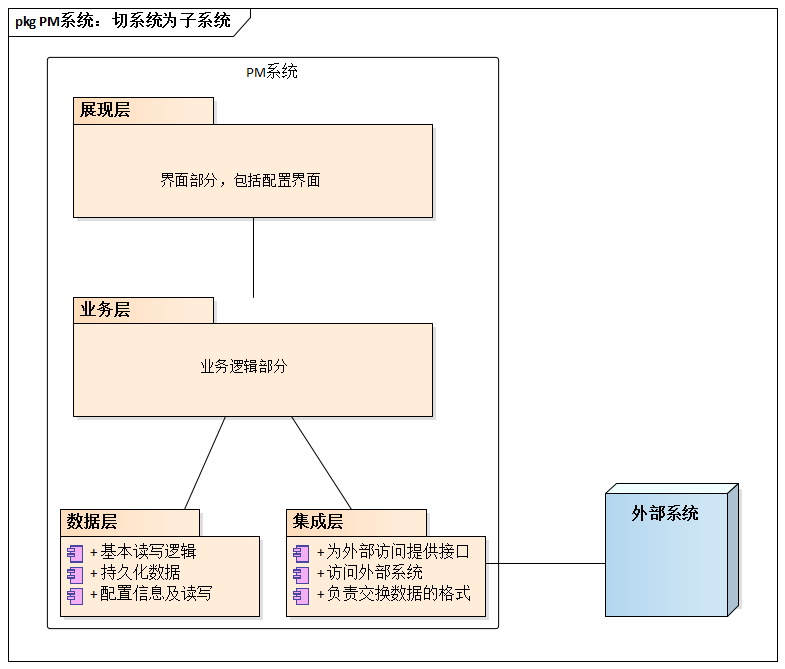 pkg PM系统：切系统为子系统
PM系统
展现层
界面部分，包括配置界面
业务层
业务逻辑部分
数据层
+基本读写逻辑
+持久化数据
+配置信息及读写
集成层
+为外部访问提供接口
+访问外部系统
+负责交换数据的格式
外部系统